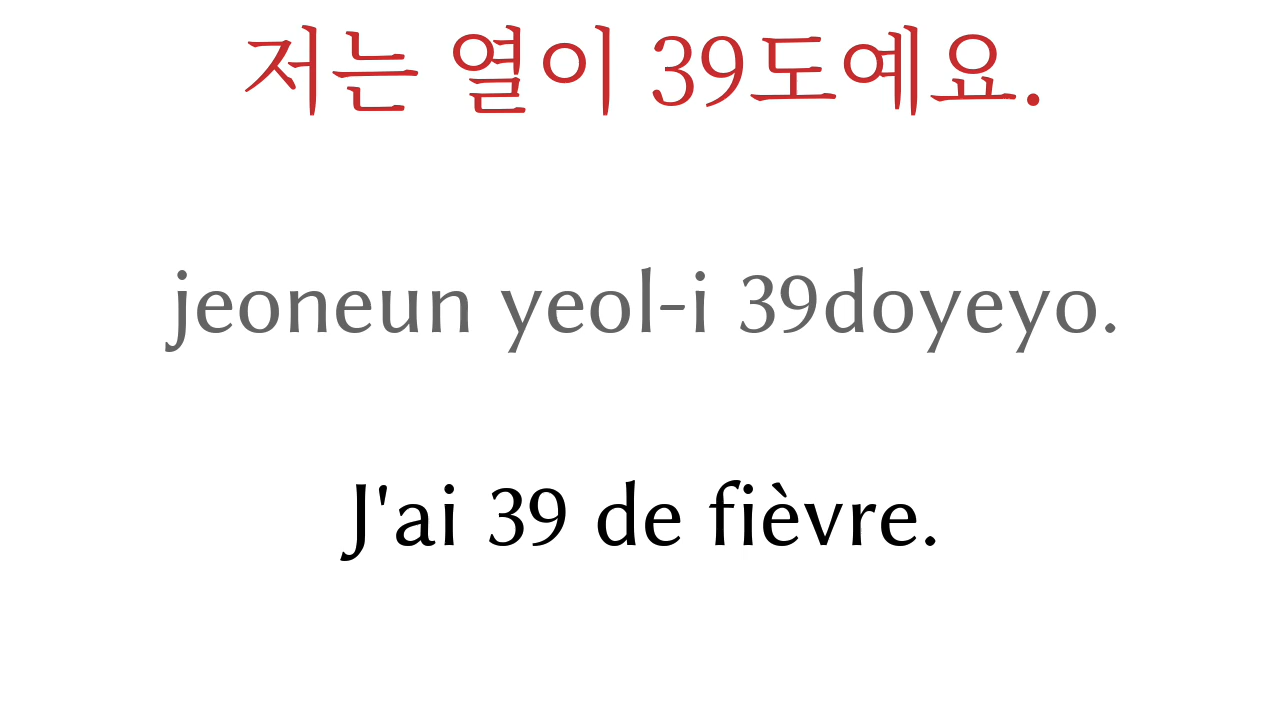 저는 열이 39도예요.
jeoneun yeol-i 39doyeyo.
J'ai 39 de fièvre.